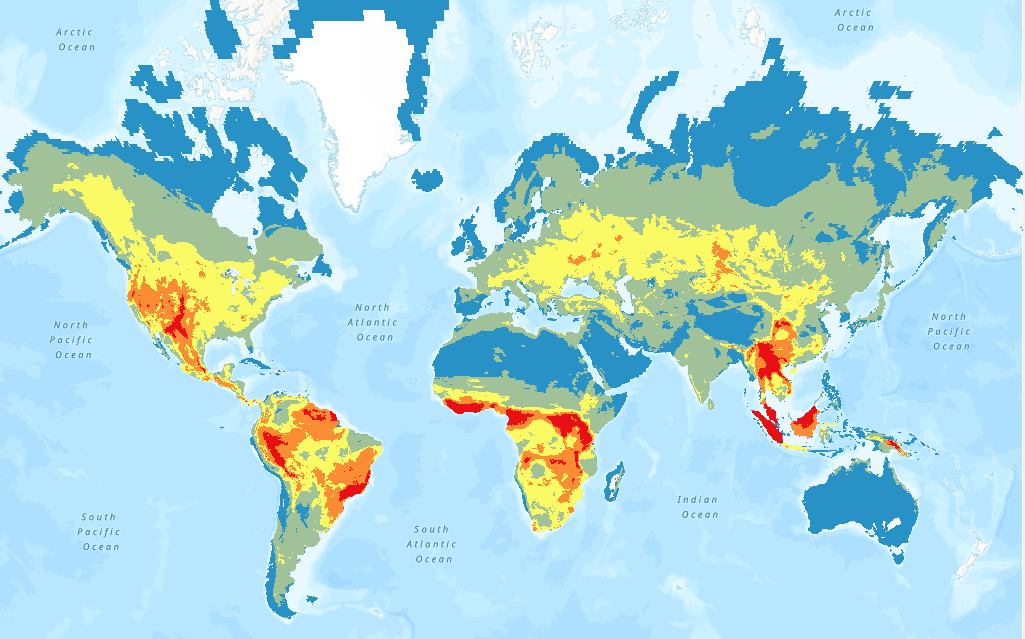 Arctic
Ocean
Arctic
Ocean
North
Pacific
Ocean
North
Atlantic
Ocean
North
Pacific
Ocean
South
Pacific
Ocean
South
Atlantic
Ocean
Indian
Ocean